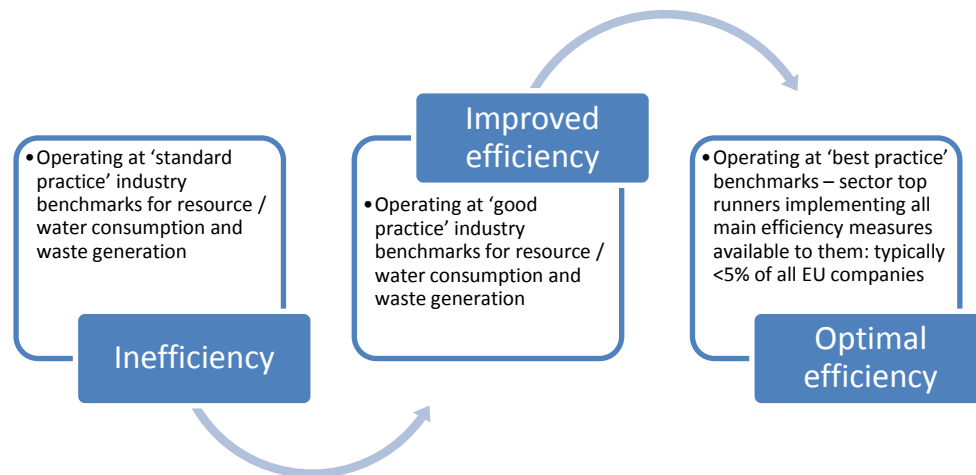 •Operating at ‘standard
practice’ industry
benchmarks for resource /
water consumption and
waste generation
Inefficiency
Improved
efficiency
•Operating at ‘good
practice’ industry
benchmarks for resource /
water consumption and
waste generation
•Operating at ‘best practice’
benchmarks – sector top
runners implementing all
main efficiency measures
available to them: typically
<5% of all EU companies
Optimal
efficiency